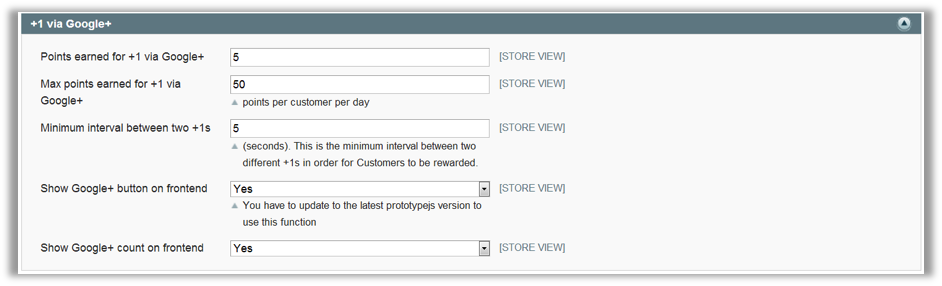 +1 via Google+
Points earned for +1 via Google+ 5 [STORE VIEW]
Max points earned for +1 via Google+ 50 [STORE VIEW]
points per customer per day
Minimum interval between two +1s 5 [STORE VIEW]
(seconds). This is the minimum interval between two
different +1s in order for Customers to be rewarded.
Show Google+ button on frontend Yes [STORE VIEW]
You have to update to the latest prototypejs version to
use this function
Show Google+ count on frontend Yes [STORE VIEW]